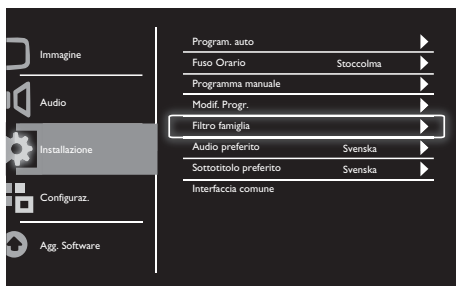 Immagine
Audio
Installazione
Configuraz.
Agg. Software
Program. auto
Fuso Orario Stoccolma
Programma manuale
Modif. Progr.
Filtro famiglia
Audio preferito Svenska
Sottotitolo preferito Svenska
Interfaccia comune